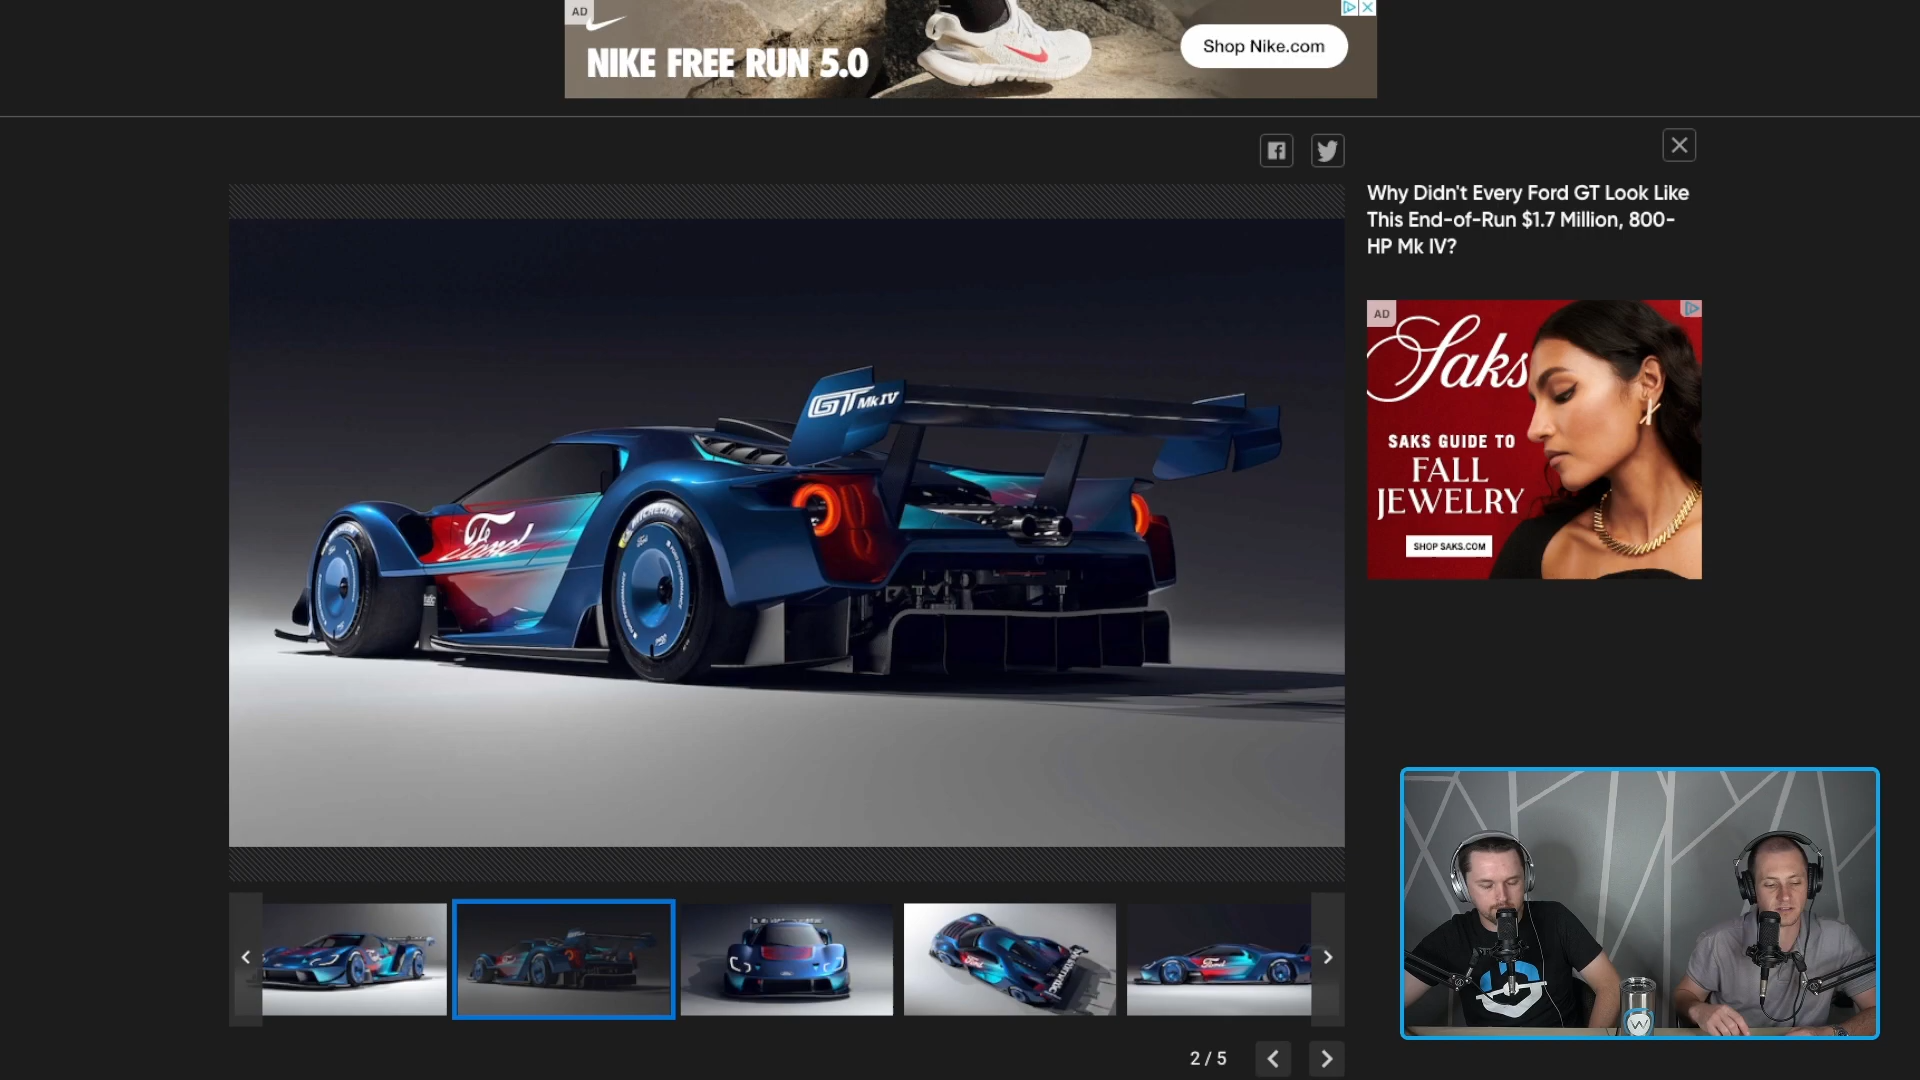 AD
NIKE FREE RUN 5.0
Shop Nike.com
Why Didn't Every Ford GT Look Like
This End-of-Run $1.7 Million, 800-
HP Mk IV?
GT Mk IV
Ford
MICHELIN
AD
Saks
SAKS GUIDE TO
FALL
JEWELRY
SHOP SAKS.COM
2 / 5